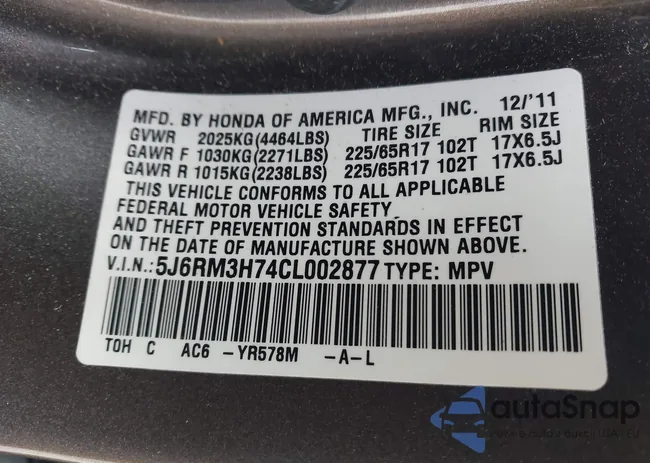 MFD. BY HONDA OF AMERICA MFG., INC. 12/'11
GVWR 2025KG(4464LBS) TIRE SIZE RIM SIZE
GAWR F 1030KG(2271LBS) 225/65R17 102T 17X6.5J
GAWR R 1015KG(2238LBS) 225/65R17 102T 17X6.5J
THIS VEHICLE CONFORMS TO ALL APPLICABLE
FEDERAL MOTOR VEHICLE SAFETY
AND THEFT PREVENTION STANDARDS IN EFFECT
ON THE DATE OF MANUFACTURE SHOWN ABOVE.
V.I.N.: 5J6RM3H74CL002877 TYPE: MPV
TOH C AC6 -YR578M -A-L
autoSnap